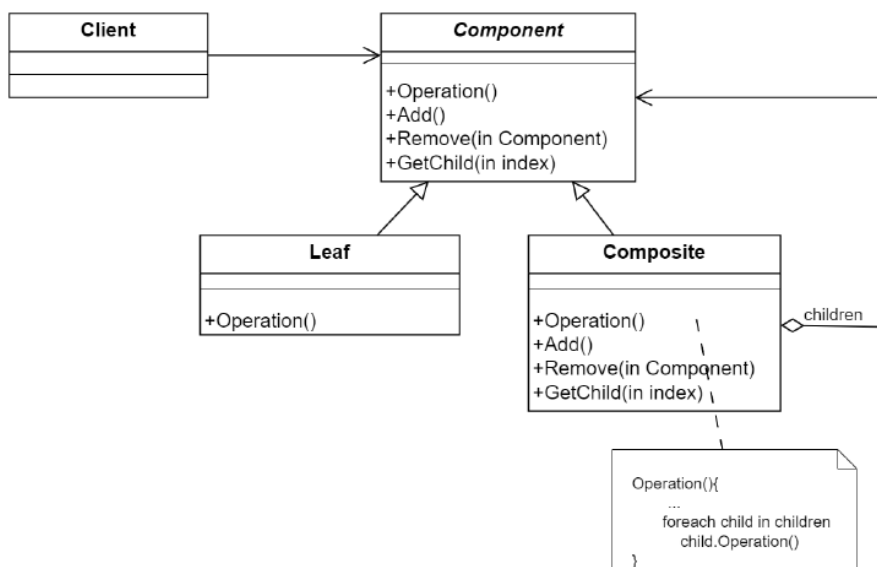 Client
Component
+Operation()
+Add()
+Remove(in Component)
+GetChild(in index)
Leaf
+Operation()
Composite
+Operation()
+Add()
+Remove(in Component)
+GetChild(in index)
children
Operation(){
...
foreach child in children
child.Operation()
}